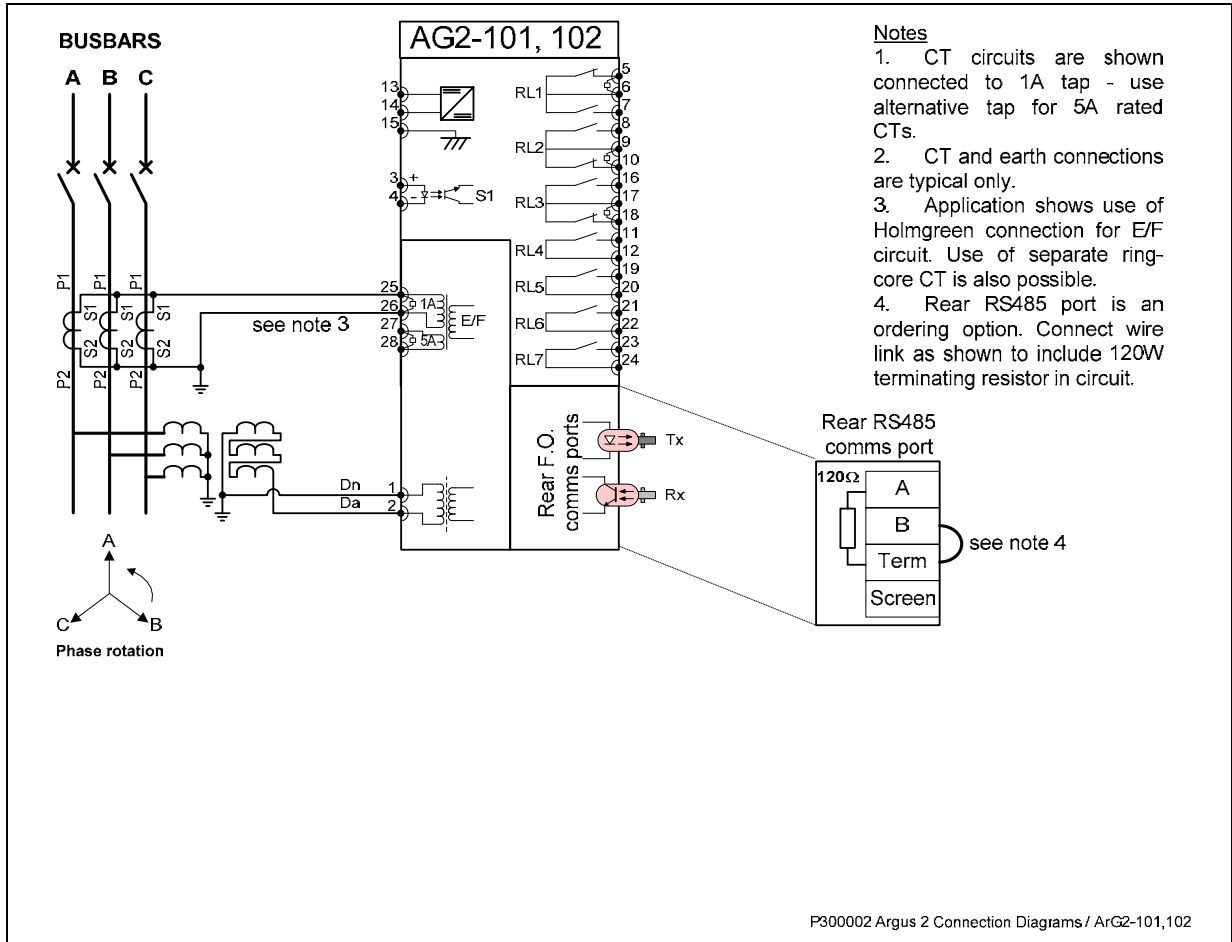 BUSBARS
A B C
AG2-101, 102
13
14
15
3 +
4 -
S1
25
26
27
28
1A
5A
E/F
see note 3
P1 P1 P1
S1 S1 S1
S2 S2 S2
P2 P2 P2
Dn
Da
1
2
RL1
5
6
7
RL2
8
9
10
RL3
16
17
18
RL4
11
12
RL5
19
20
RL6
21
22
RL7
23
24
Rear F.O.
comms ports
Tx
Rx
Notes
1. CT circuits are shown
connected to 1A tap - use
alternative tap for 5A rated
CTs.
2. CT and earth connections
are typical only.
3. Application shows use of
Holmgreen connection for E/F
circuit. Use of separate ring-
core CT is also possible.
4. Rear RS485 port is an
ordering option. Connect wire
link as shown to include 120W
terminating resistor in circuit.
Rear RS485
comms port
120Ω
A
B
Term
Screen
see note 4
A
C
B
Phase rotation
P300002 Argus 2 Connection Diagrams / ArG2-101,102